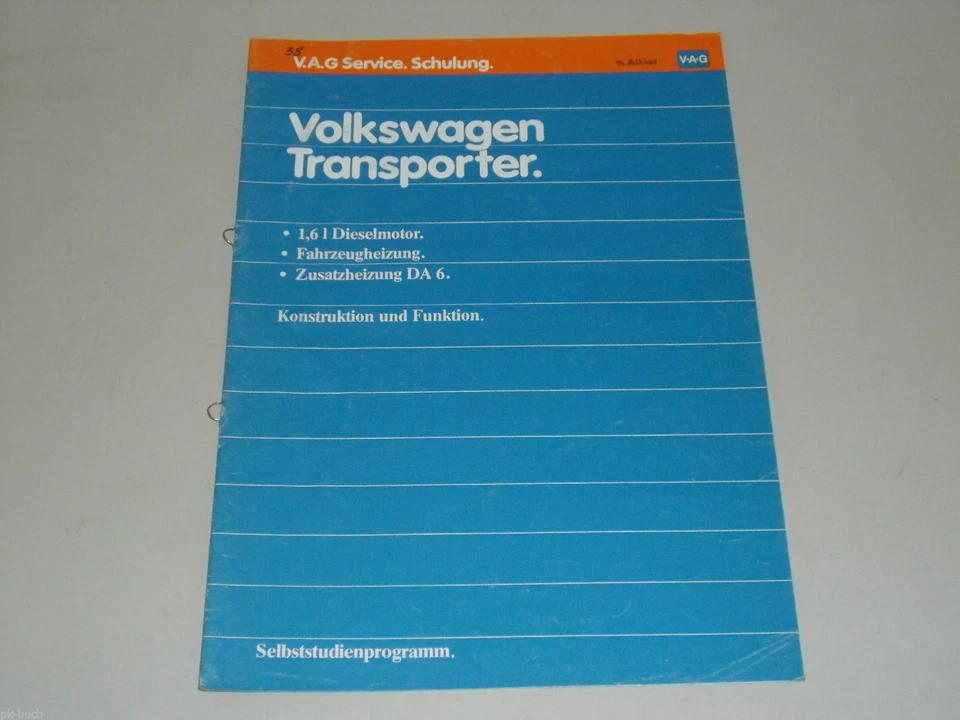 38
V.A.G Service. Schulung.
V·A·G
Volkswagen
Transporter.
• 1,6 l Dieselmotor.
• Fahrzeugheizung.
• Zusatzheizung DA 6.
Konstruktion und Funktion.
Selbststudienprogramm.
pk-buch